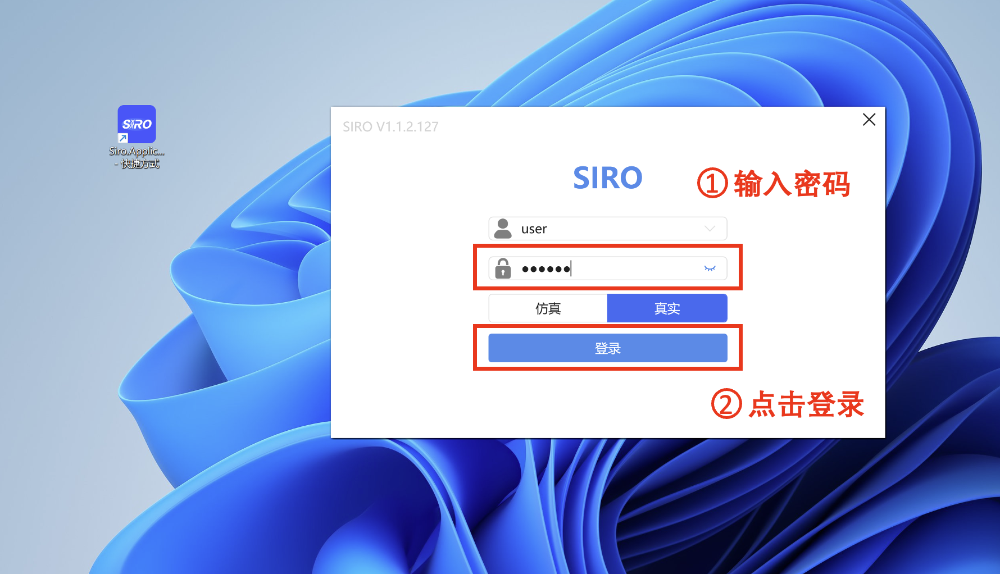 SIRO
Siro.Applic...
- 快捷方式
SIRO V1.1.2.127
SIRO
① 输入密码
user
●●●●●●
仿真
真实
登录
② 点击登录